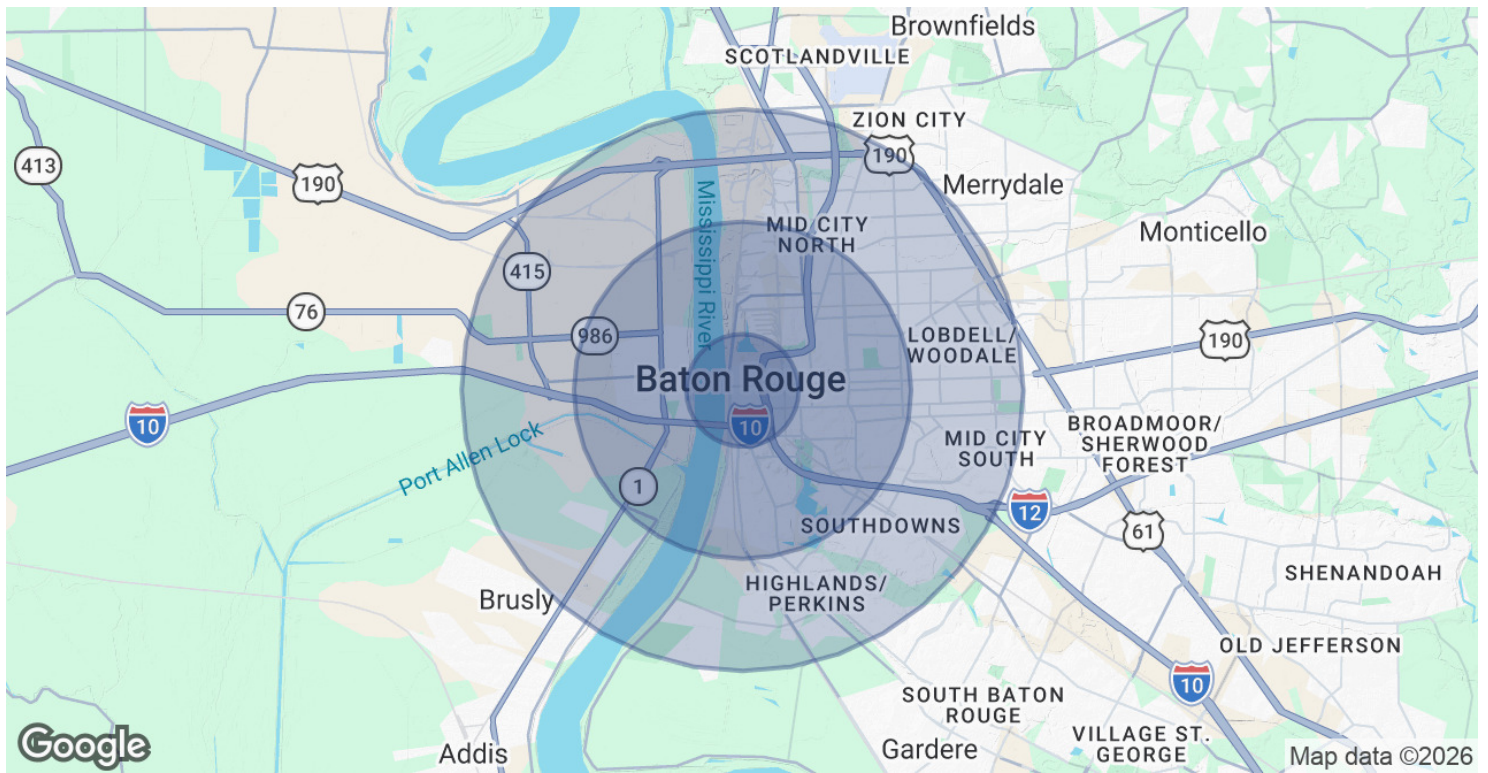 Brownfields
SCOTLANDVILLE
ZION CITY
190
413
190
Merrydale
Mississippi River
MID CITY
NORTH
Monticello
415
76
986
LOBDELL/
WOODALE
190
Baton Rouge
10
10
Port Allen Lock
MID CITY
SOUTH
BROADMOOR/
SHERWOOD
FOREST
1
12
SOUTHDOWNS
61
HIGHLANDS/
PERKINS
SHENANDOAH
Brusly
OLD JEFFERSON
10
SOUTH BATON
ROUGE
VILLAGE ST.
GEORGE
Gardere
Addis
Google
Map data ©2026